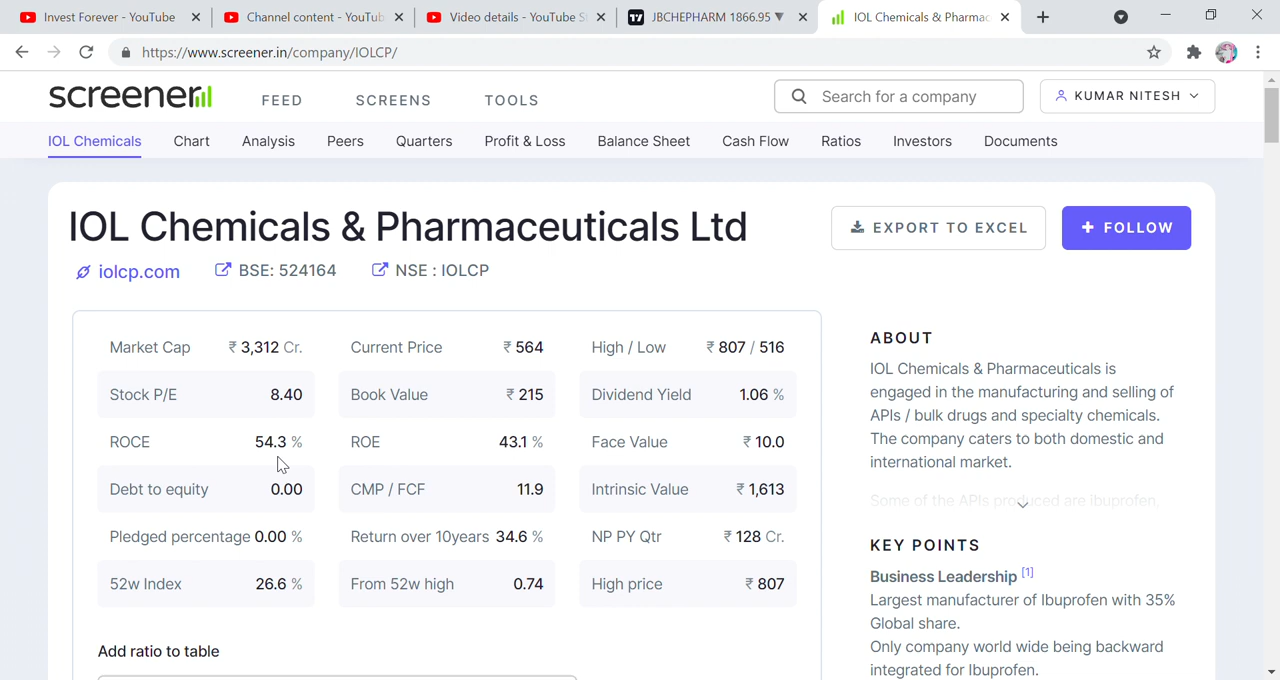 Invest Forever - YouTube
Channel content - YouTub
Video details - YouTube S
JBCHEPHARM 1866.95 ▼
IOL Chemicals & Pharmac
https://www.screener.in/company/IOLCP/
screener
FEED
SCREENS
TOOLS
Search for a company
KUMAR NITESH
IOL Chemicals
Chart
Analysis
Peers
Quarters
Profit & Loss
Balance Sheet
Cash Flow
Ratios
Investors
Documents
IOL Chemicals & Pharmaceuticals Ltd
EXPORT TO EXCEL
+ FOLLOW
iolcp.com
BSE: 524164
NSE : IOLCP
Market Cap ₹ 3,312 Cr.
Current Price ₹ 564
High / Low ₹ 807 / 516
Stock P/E 8.40
Book Value ₹ 215
Dividend Yield 1.06 %
ROCE 54.3 %
ROE 43.1 %
Face Value ₹ 10.0
Debt to equity 0.00
CMP / FCF 11.9
Intrinsic Value ₹ 1,613
Pledged percentage 0.00 %
Return over 10years 34.6 %
NP PY Qtr ₹ 128 Cr.
52w Index 26.6 %
From 52w high 0.74
High price ₹ 807
Add ratio to table
ABOUT
IOL Chemicals & Pharmaceuticals is
engaged in the manufacturing and selling of
APIs / bulk drugs and specialty chemicals.
The company caters to both domestic and
international market.
Some of the APIs produced are ibuprofen,
KEY POINTS
Business Leadership [1]
Largest manufacturer of Ibuprofen with 35%
Global share.
Only company world wide being backward
integrated for Ibuprofen.